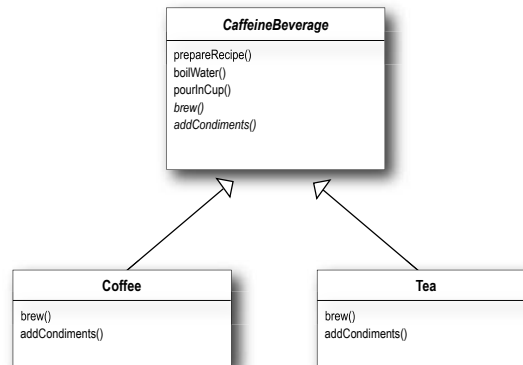 CaffeineBeverage
prepareRecipe()
boilWater()
pourInCup()
brew()
addCondiments()
Coffee
brew()
addCondiments()
Tea
brew()
addCondiments()